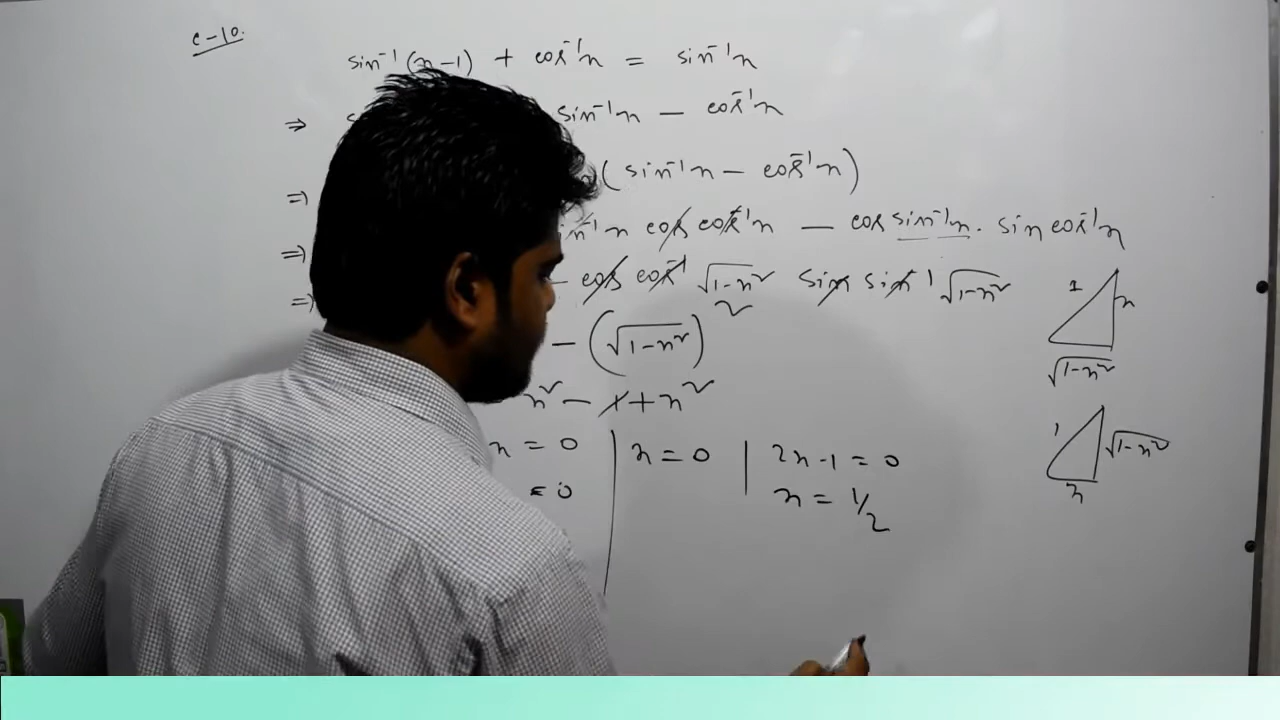 c-10.
sin⁻¹(x-1) + cos⁻¹x = sin⁻¹x
⇒ sin⁻¹x - cos⁻¹x
⇒ (sin⁻¹x - cos⁻¹x)
⇒ x cos cos⁻¹x - cos sin⁻¹x. sin cos⁻¹x
⇒ - cos cos⁻¹ √1-x² sin sin⁻¹ √1-x²
- (√1-x²)²
x² - 1 + x²
x = 0 | x = 0 | 2x-1 = 0
= 0
x = 1/2
1 x
√1-x²
1 √1-x²
x